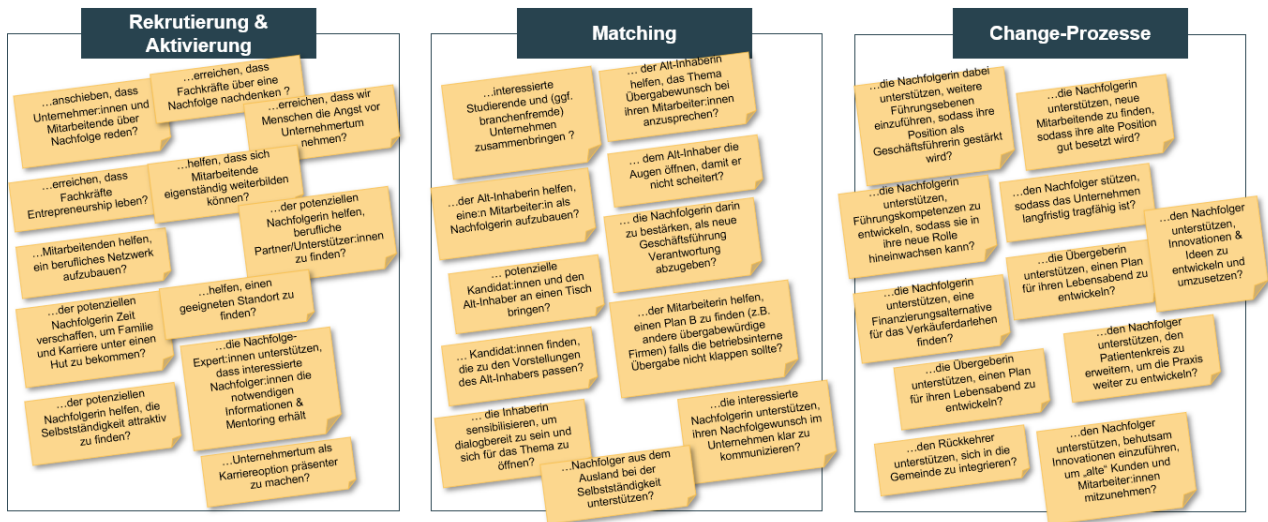 Rekrutierung &
Aktivierung
…anschieben, dass
Unternehmer:innen und
Mitarbeitende über
Nachfolge reden?
…erreichen, dass
Fachkräfte über eine
Nachfolge nachdenken ?
…erreichen, dass wir
Menschen die Angst vor
Unternehmertum
nehmen?
…erreichen, dass
Fachkräfte
Entrepreneurship leben?
…helfen, dass sich
Mitarbeitende
eigenständig weiterbilden
können?
…der potenziellen
Nachfolgerin helfen,
berufliche
Partner/Unterstützer:innen
zu finden?
…Mitarbeitenden helfen,
ein berufliches Netzwerk
aufzubauen?
…helfen, einen
geeigneten Standort zu
finden?
…der potenziellen
Nachfolgerin Zeit
verschaffen, um Familie
und Karriere unter einen
Hut zu bekommen?
…die Nachfolge-
Expert:innen unterstützen,
dass interessierte
Nachfolger:innen die
notwendigen
Informationen &
Mentoring erhält
…der potenziellen
Nachfolgerin helfen, die
Selbstständigkeit attraktiv
zu finden?
…Unternehmertum als
Karriereoption präsenter
zu machen?
Matching
…interessierte
Studierende und (ggf.
branchenfremde)
Unternehmen
zusammenbringen ?
… der Alt-Inhaberin
helfen, das Thema
Übergabewunsch bei
ihren Mitarbeiter:innen
anzusprechen?
… dem Alt-Inhaber die
Augen öffnen, damit er
nicht scheitert?
…der Alt-Inhaberin helfen,
eine:n Mitarbeiter:in als
Nachfolgerin aufzubauen?
… die Nachfolgerin darin
zu bestärken, als neue
Geschäftsführung
Verantwortung
abzugeben?
… potenzielle
Kandidat:innen und den
Alt-Inhaber an einen Tisch
bringen?
…der Mitarbeiterin helfen,
einen Plan B zu finden (z.B.
andere übergabewürdige
Firmen) falls die betriebsinterne
Übergabe nicht klappen sollte?
… Kandidat:innen finden,
die zu den Vorstellungen
des Alt-Inhabers passen?
… die Inhaberin
sensibilisieren, um
dialogbereit zu sein und
sich für das Thema zu
öffnen?
…die interessierte
Nachfolgerin unterstützen,
ihren Nachfolgewunsch im
Unternehmen klar zu
kommunizieren?
…Nachfolger aus dem
Ausland bei der
Selbstständigkeit
unterstützen?
Change-Prozesse
…die Nachfolgerin dabei
unterstützen, weitere
Führungsebenen
einzuführen, sodass ihre
Position als
Geschäftsführerin gestärkt
wird?
…die Nachfolgerin
unterstützen, neue
Mitarbeitende zu finden,
sodass ihre alte Position
gut besetzt wird?
…die Nachfolgerin
unterstützen,
Führungskompetenzen zu
entwickeln, sodass sie in
ihre neue Rolle
hineinwachsen kann?
…den Nachfolger stützen,
sodass das Unternehmen
langfristig tragfähig ist?
…den Nachfolger
unterstützen,
Innovationen &
Ideen zu
entwickeln und
umzusetzen?
…die Übergeberin
unterstützen, einen Plan
für ihren Lebensabend zu
entwickeln?
…die Nachfolgerin
unterstützen, eine
Finanzierungsalternative
für das Verkäuferdarlehen
finden?
…den Nachfolger
unterstützen, den
Patientenkreis zu
erweitern, um die Praxis
weiter zu entwickeln?
…die Übergeberin
unterstützen, einen Plan
für ihren Lebensabend zu
entwickeln?
…den Rückkehrer
unterstützen, sich in die
Gemeinde zu integrieren?
…den Nachfolger
unterstützen, behutsam
Innovationen einzuführen,
um „alte“ Kunden und
Mitarbeiter:innen
mitzunehmen?